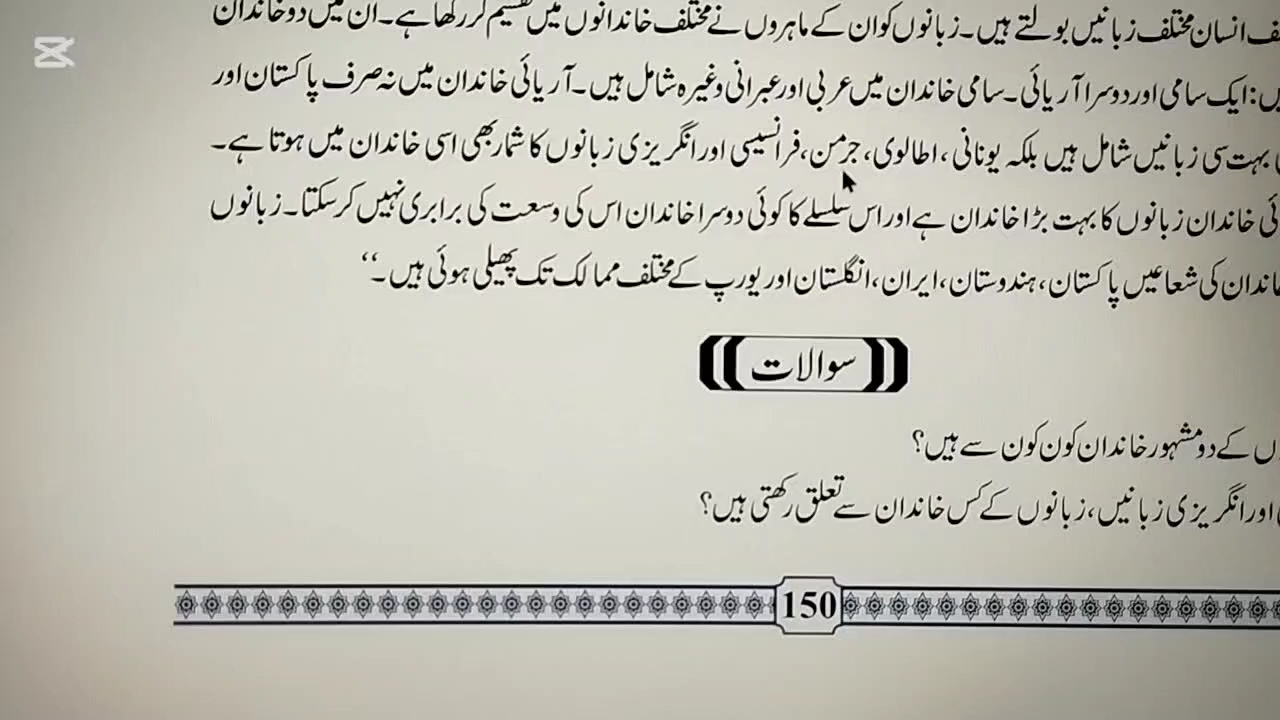 انسان مختلف زبانیں بولتے ہیں۔ زبانوں کو ان کے ماہروں نے مختلف خاندانوں میں تقسیم کر رکھا ہے۔ ان میں دو خاندان
ایک سامی اور دوسرا آریائی۔ سامی خاندان میں عربی اور عبرانی وغیرہ شامل ہیں۔ آریائی خاندان میں نہ صرف پاکستان اور
بہت سی زبانیں شامل ہیں بلکہ یونانی، اطالوی، جرمن، فرانسیسی اور انگریزی زبانوں کا شمار بھی اسی خاندان میں ہوتا ہے۔
خاندان زبانوں کا بہت بڑا خاندان ہے اور اس سلسلے کا کوئی دوسرا خاندان اس کی وسعت کی برابری نہیں کر سکتا۔ زبانوں
کی شعاعیں پاکستان، ہندوستان، ایران، انگلستان اور یورپ کے مختلف ممالک تک پھیلی ہوئی ہیں۔‘‘
سوالات
کے دو مشہور خاندان کون کون سے ہیں؟
اور انگریزی زبانیں، زبانوں کے کس خاندان سے تعلق رکھتی ہیں؟
150